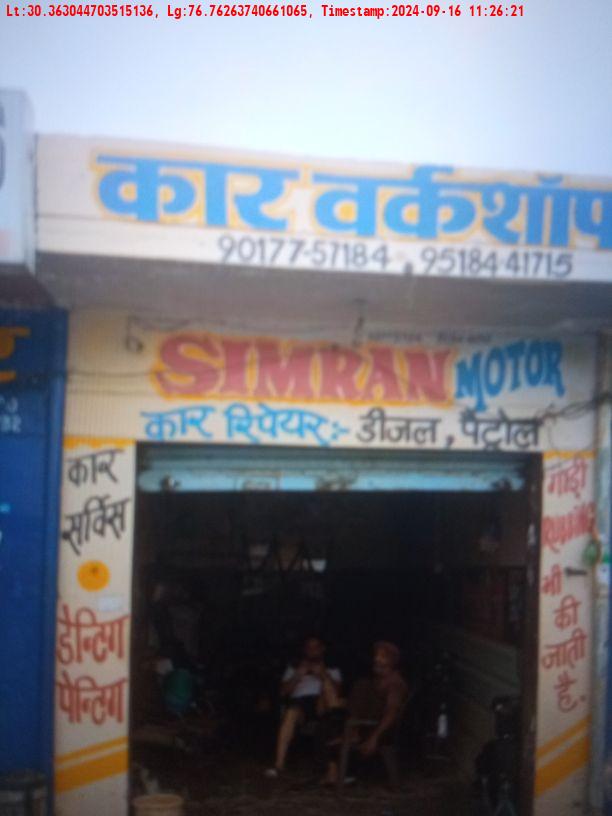 Lt:30.363044703515136, Lg:76.76263740661065, Timestamp:2024-09-16 11:26:21
कार वर्कशॉप
90177-57184, 95184-41715
SIMRAN MOTOR
कार रिपेयर:- डीजल, पैट्रोल
कार
सर्विस
डेन्टिग
पेन्टिग
गाड़ी
RUNNING
भी
की
जाती
है.